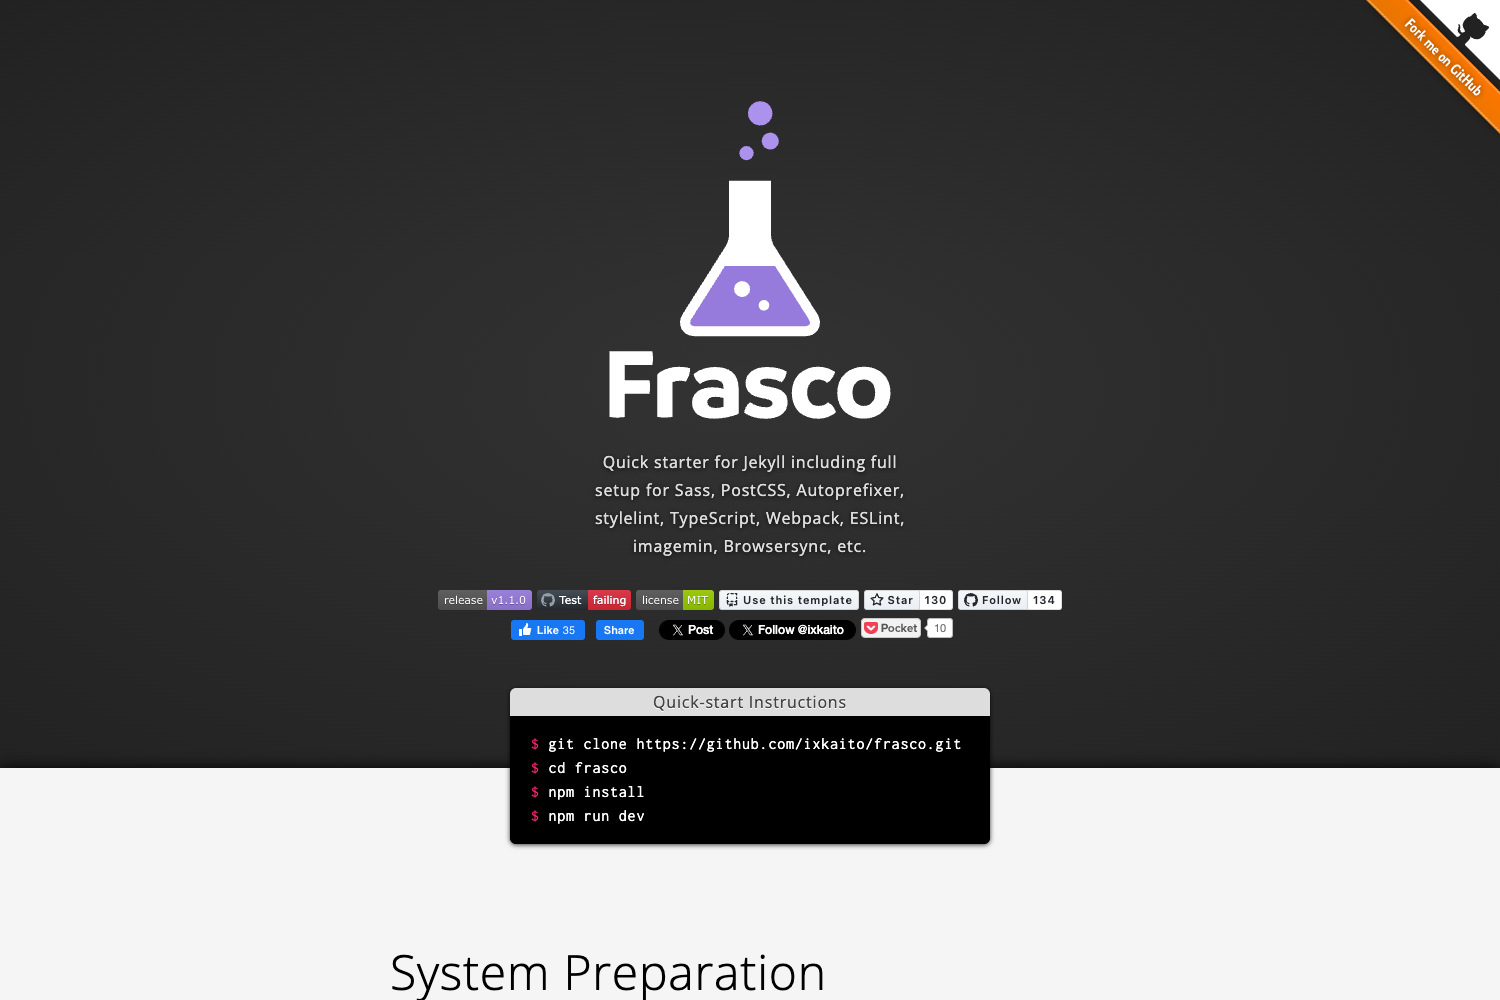 Fork me on GitHub
Frasco
Quick starter for Jekyll including full
setup for Sass, PostCSS, Autoprefixer,
stylelint, TypeScript, Webpack, ESLint,
imagemin, Browsersync, etc.
release v1.1.0 Test failing license MIT Use this template Star 130 Follow 134
Like 35 Share 𝕏 Post 𝕏 Follow @ixkaito Pocket 10
Quick-start Instructions
$ git clone https://github.com/ixkaito/frasco.git
$ cd frasco
$ npm install
$ npm run dev
System Preparation